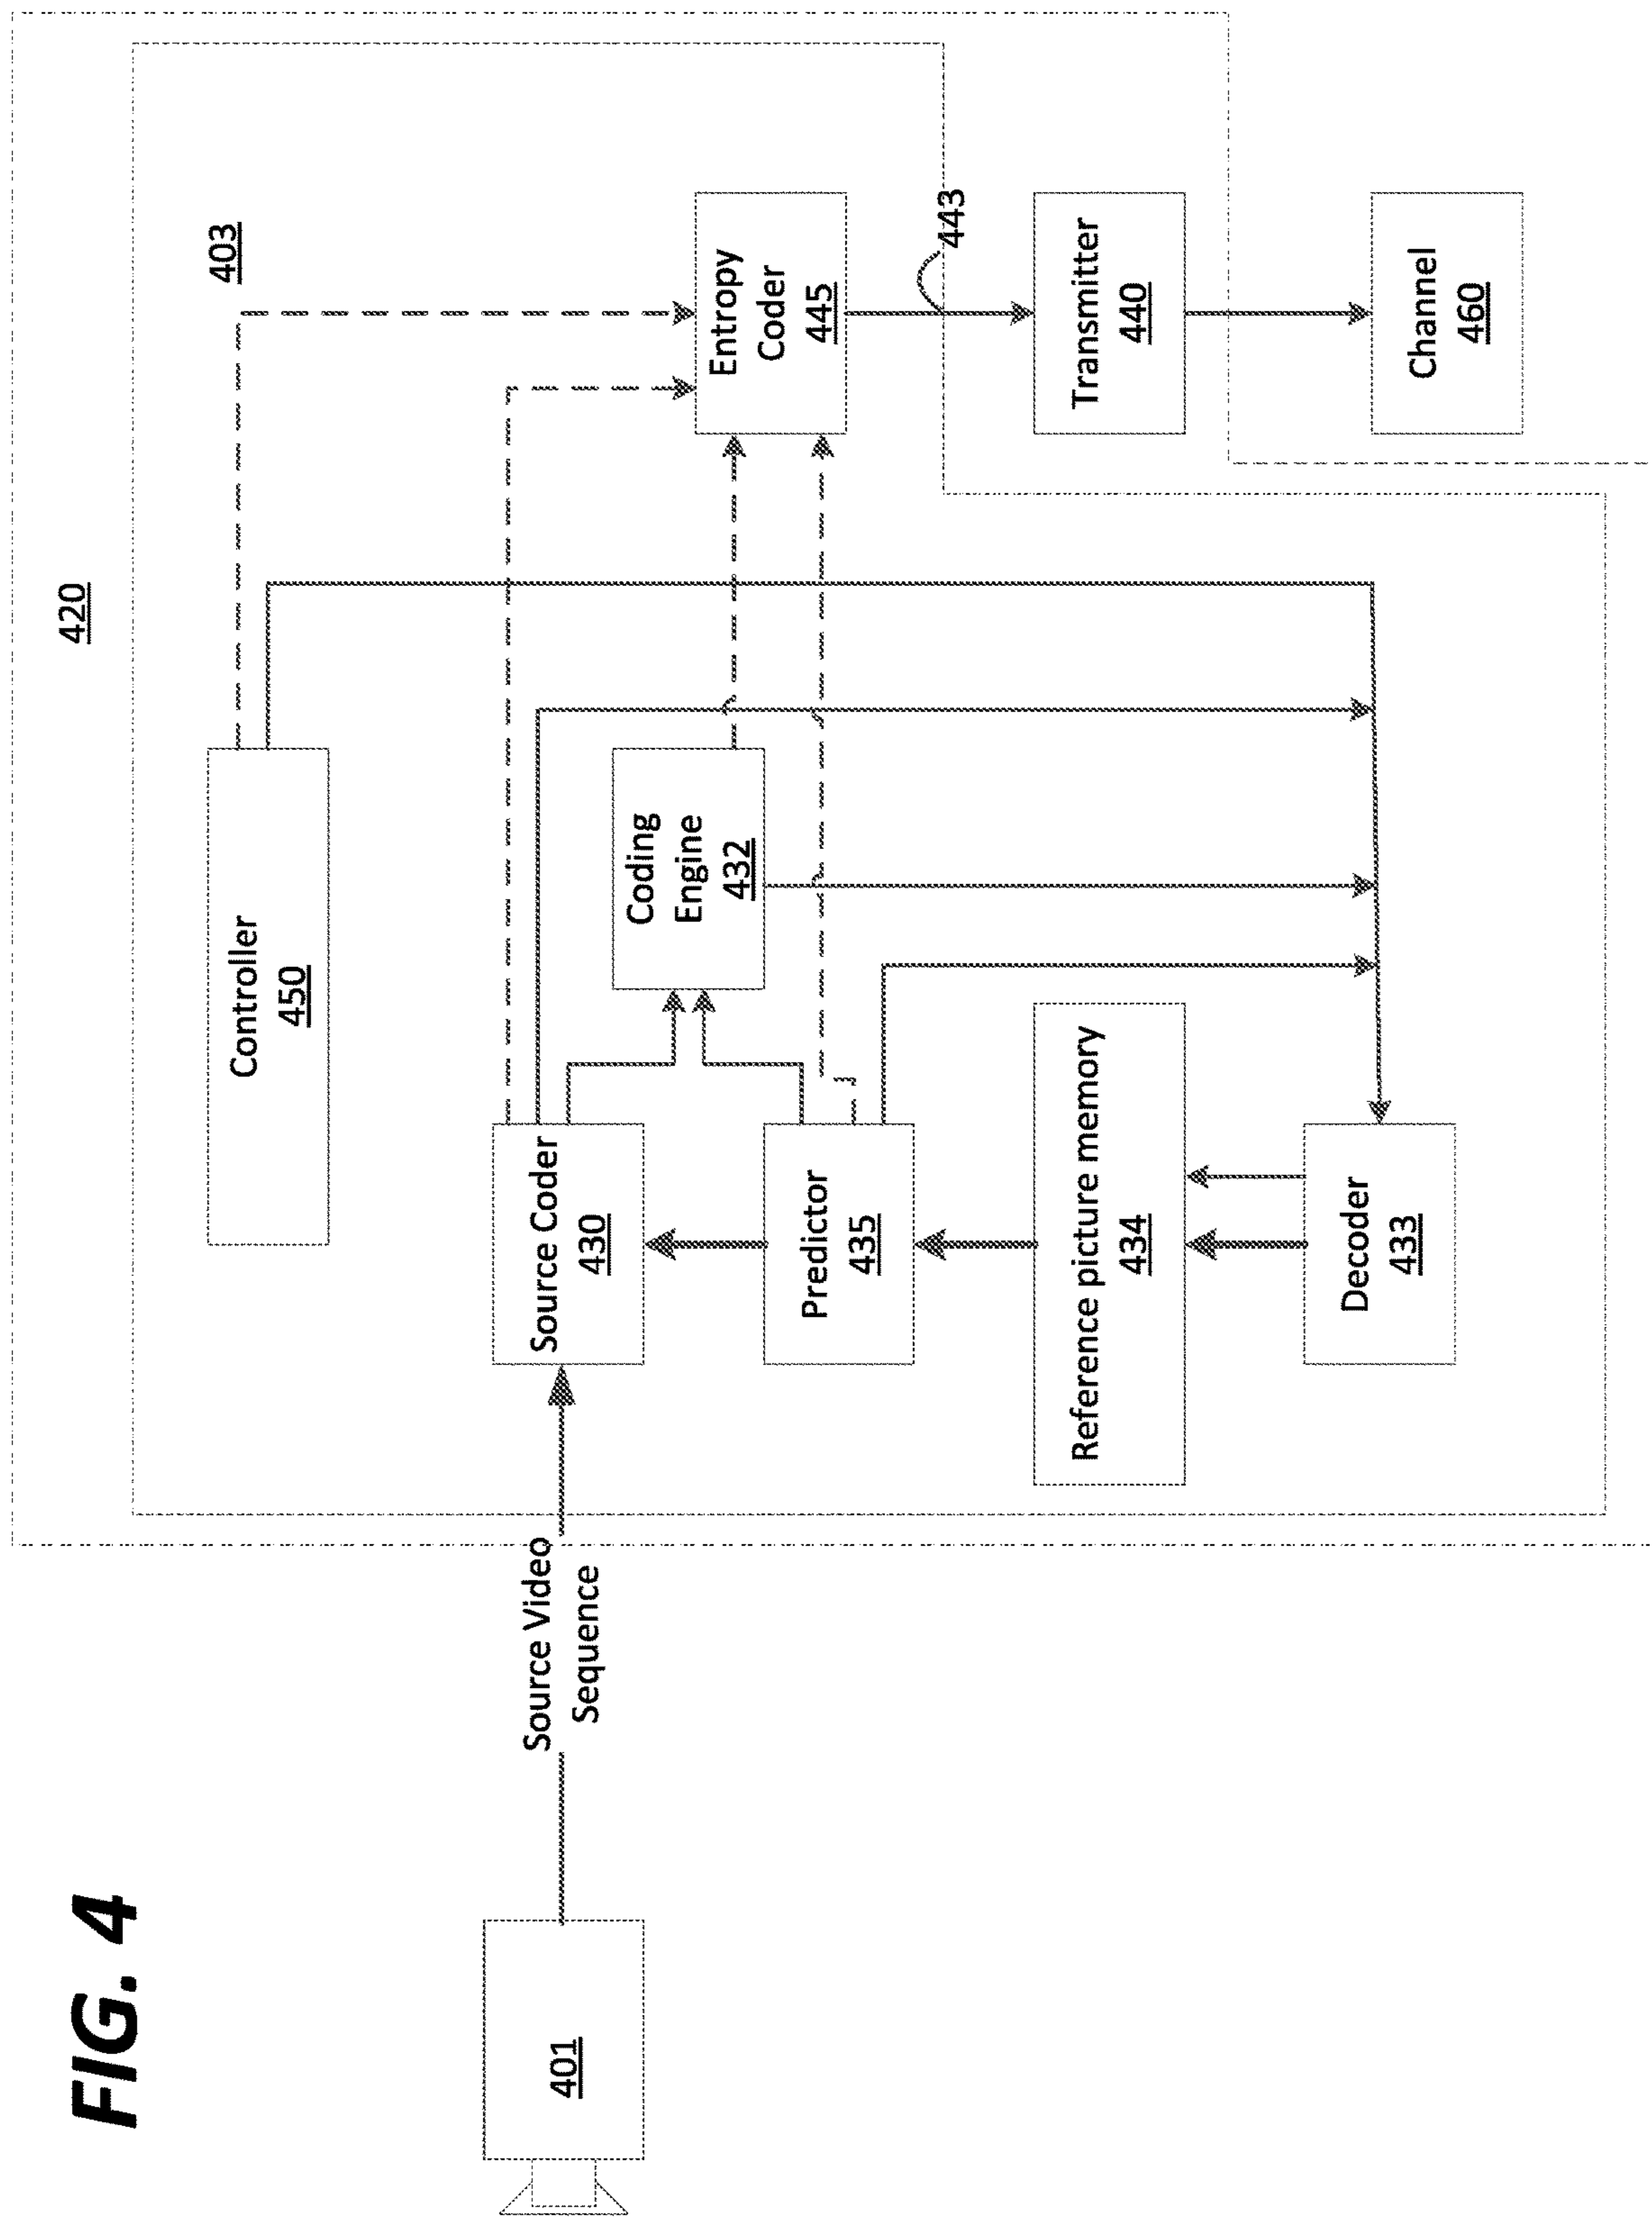 FIG. 4
420
403
Controller
450
401
Source Video
Sequence
Source Coder
430
Coding
Engine
432
Entropy
Coder
445
Predictor
435
443
Reference picture memory
434
Transmitter
440
Decoder
433
Channel
460